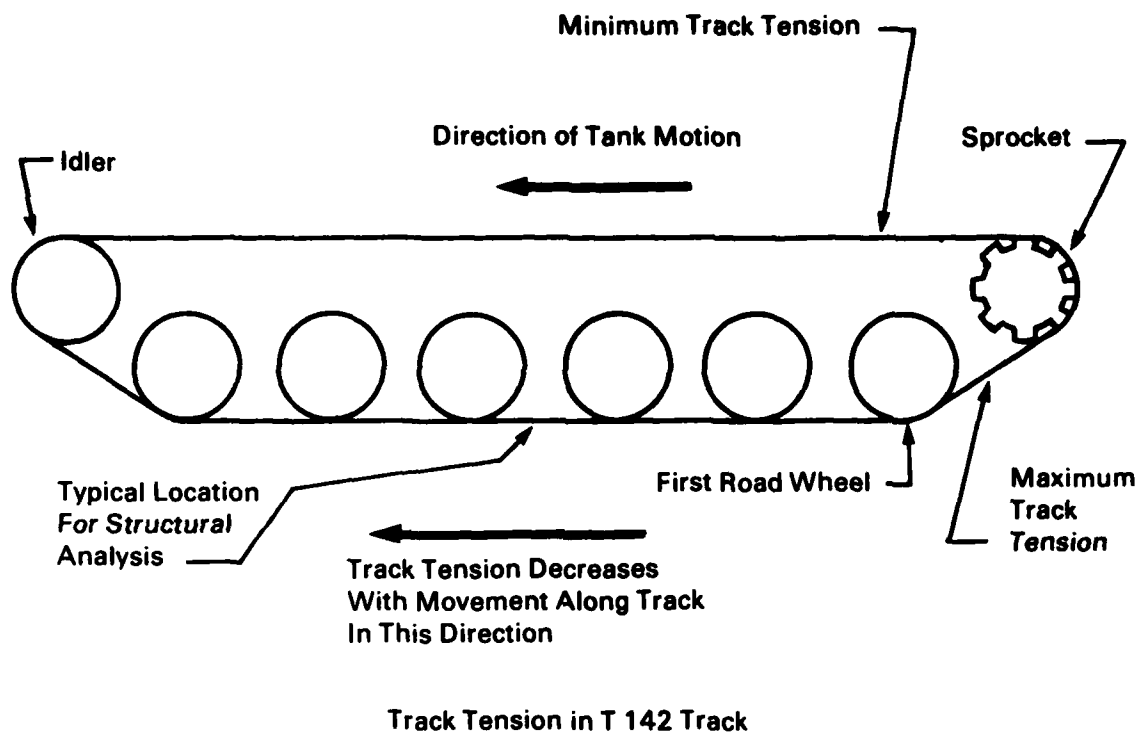 Minimum Track Tension
Direction of Tank Motion
Sprocket
Idler
Typical Location
For Structural
Analysis
First Road Wheel
Maximum
Track
Tension
Track Tension Decreases
With Movement Along Track
In This Direction
Track Tension in T 142 Track